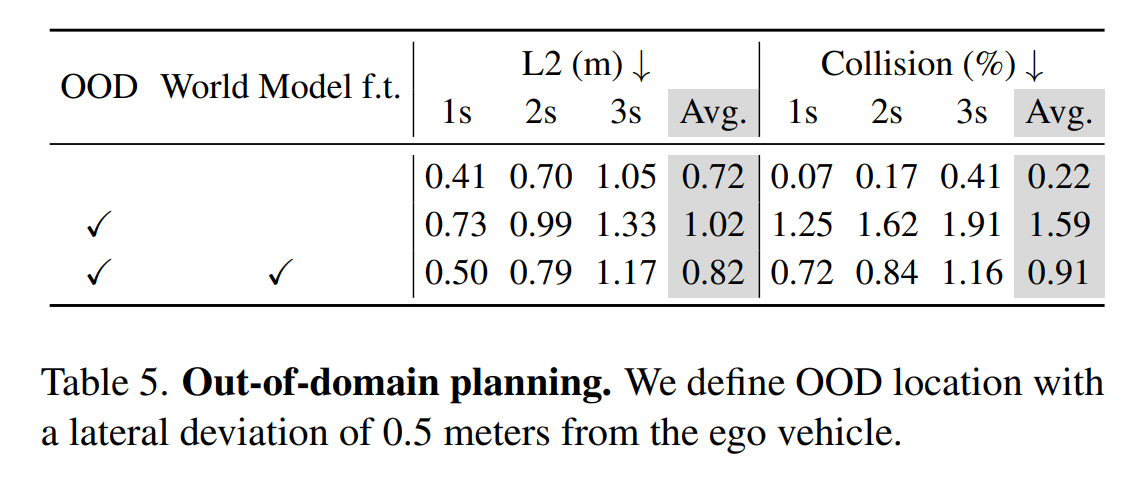 OOD World Model f.t. L2 (m) ↓ Collision (%) ↓
1s 2s 3s Avg. 1s 2s 3s Avg.
0.41 0.70 1.05 0.72 0.07 0.17 0.41 0.22
✓ 0.73 0.99 1.33 1.02 1.25 1.62 1.91 1.59
✓ ✓ 0.50 0.79 1.17 0.82 0.72 0.84 1.16 0.91
Table 5. Out-of-domain planning. We define OOD location with
a lateral deviation of 0.5 meters from the ego vehicle.